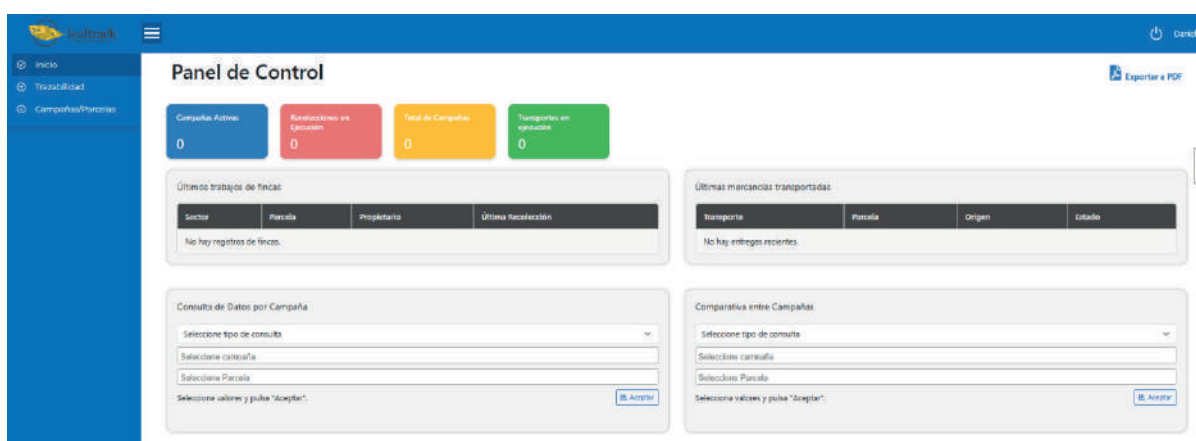 leaftrack
Daniel
Inicio
Trazabilidad
Campañas/Parcelas
Panel de Control
Exportar a PDF
Campañas Activas
0
Recolecciones en
Ejecución
0
Total de Campañas
0
Transportes en
ejecución
0
Últimos trabajos de fincas
Sector Parcela Propietario Última Recolección
No hay registros de fincas.
Últimas mercancías transportadas
Transporte Parcela Origen Estado
No hay entregas recientes.
Consulta de Datos por Campaña
Seleccione tipo de consulta
Seleccione campaña
Seleccione Parcela
Seleccione valores y pulse "Aceptar".
Aceptar
Comparativa entre Campañas
Seleccione tipo de consulta
Seleccione campaña
Seleccione Parcela
Seleccione valores y pulse "Aceptar".
Aceptar